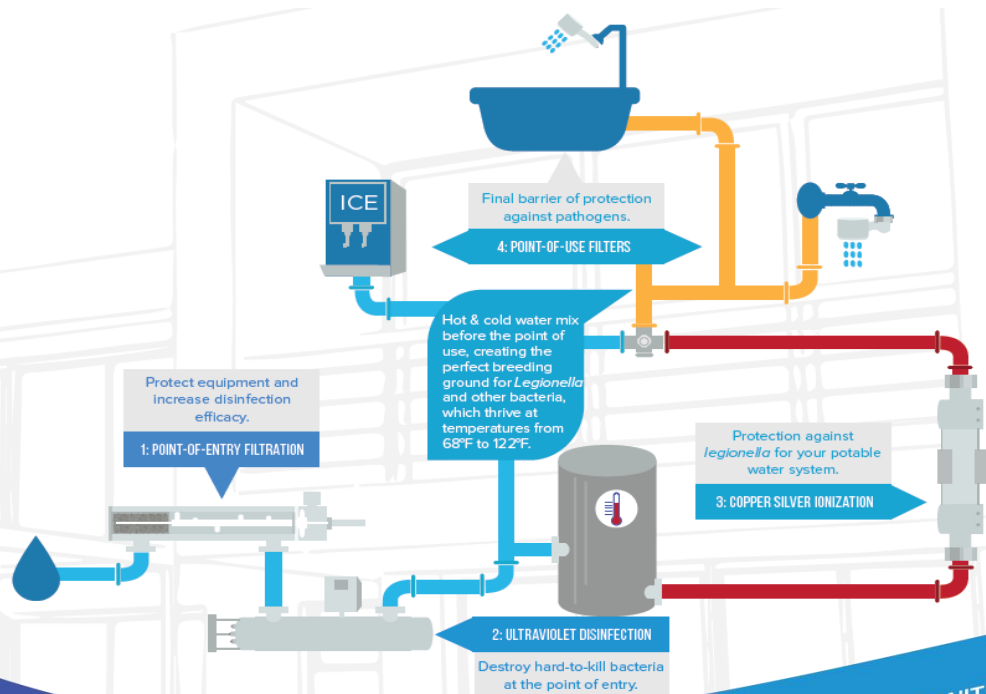 ICE
Final barrier of protection
against pathogens.
4: POINT-OF-USE FILTERS
Hot & cold water mix
before the point of
use, creating the
perfect breeding
ground for Legionella
and other bacteria,
which thrive at
temperatures from
68ºF to 122ºF.
Protect equipment and
increase disinfection
efficacy.
1: POINT-OF-ENTRY FILTRATION
Protection against
legionella for your potable
water system.
3: COPPER SILVER IONIZATION
2: ULTRAVIOLET DISINFECTION
Destroy hard-to-kill bacteria
at the point of entry.